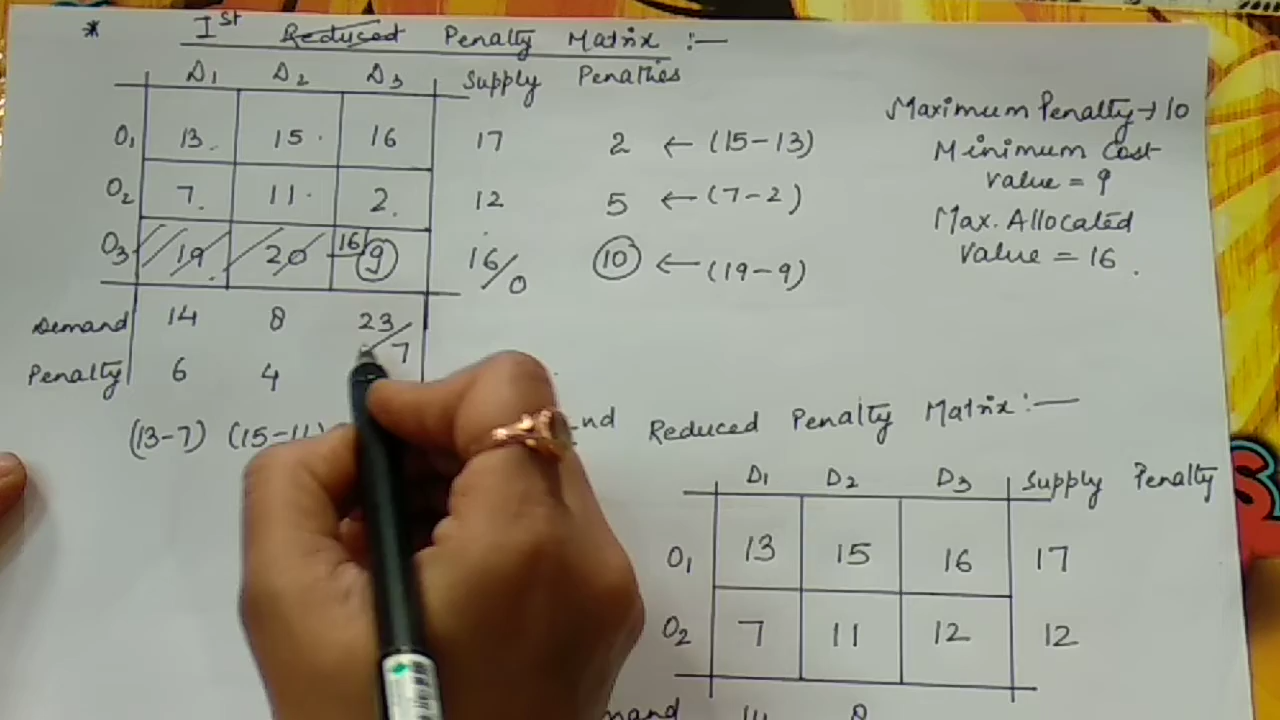 * Ist Reduced Penalty Matrix :-
D1 D2 D3 Supply Penalties
O1 13 15 16 17 2 ← (15-13)
O2 7 11 2 12 5 ← (7-2)
O3 19 20 16 9 16/0 10 ← (19-9)
Demand 14 8 23/7
Penalty 6 4
(13-7) (15-11)
Maximum Penalty → 10
Minimum Cost
value = 9
Max. Allocated
value = 16.
nd Reduced Penalty Matrix :-
D1 D2 D3 Supply Penalty
O1 13 15 16 17
O2 7 11 12 12
mand 14 8